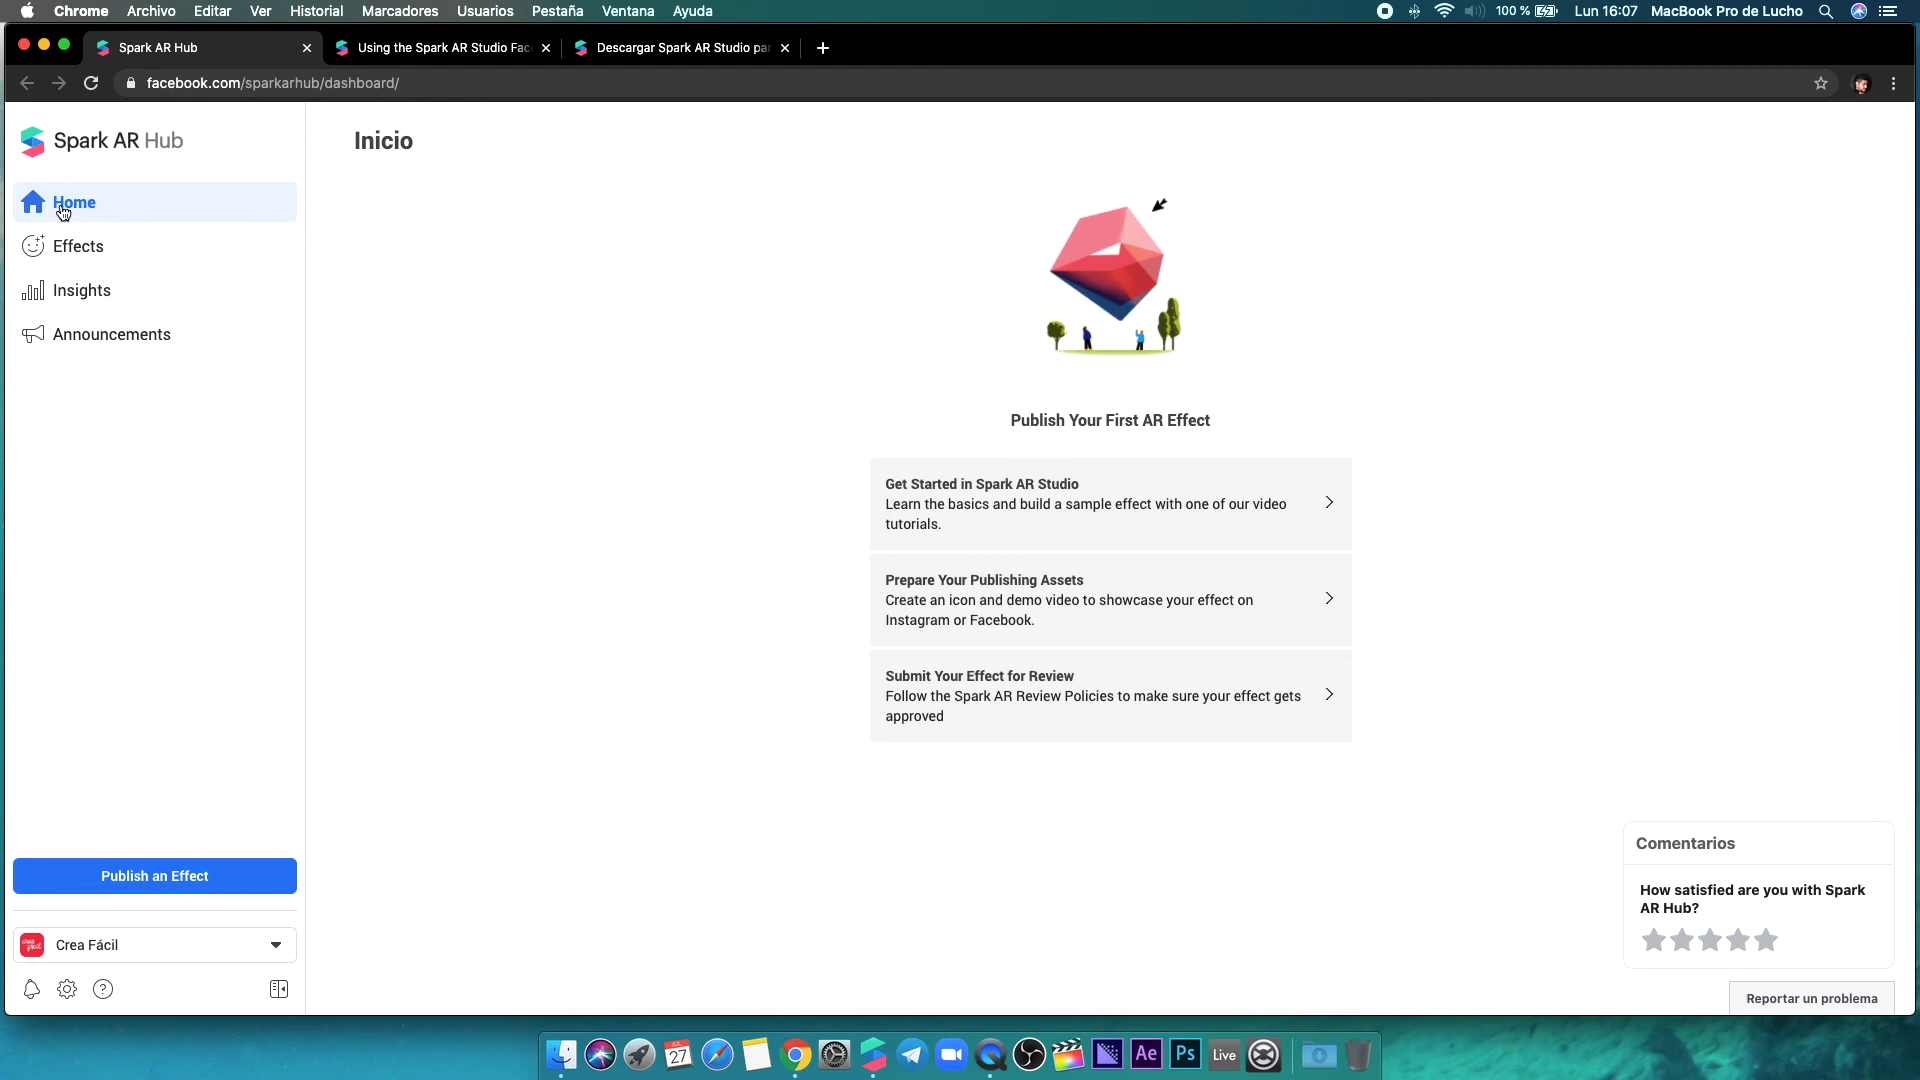 Chrome Archivo Editar Ver Historial Marcadores Usuarios Pestaña Ventana Ayuda 100 % Lun 16:07 MacBook Pro de Lucho
Spark AR Hub Using the Spark AR Studio Fac Descargar Spark AR Studio pa
facebook.com/sparkarhub/dashboard/
Spark AR Hub
Home
Effects
Insights
Announcements
Inicio
Publish Your First AR Effect
Get Started in Spark AR Studio
Learn the basics and build a sample effect with one of our video
tutorials.
Prepare Your Publishing Assets
Create an icon and demo video to showcase your effect on
Instagram or Facebook.
Submit Your Effect for Review
Follow the Spark AR Review Policies to make sure your effect gets
approved
Publish an Effect
Crea Fácil
Comentarios
How satisfied are you with Spark
AR Hub?
Reportar un problema
JUL
27
Ae Ps Live